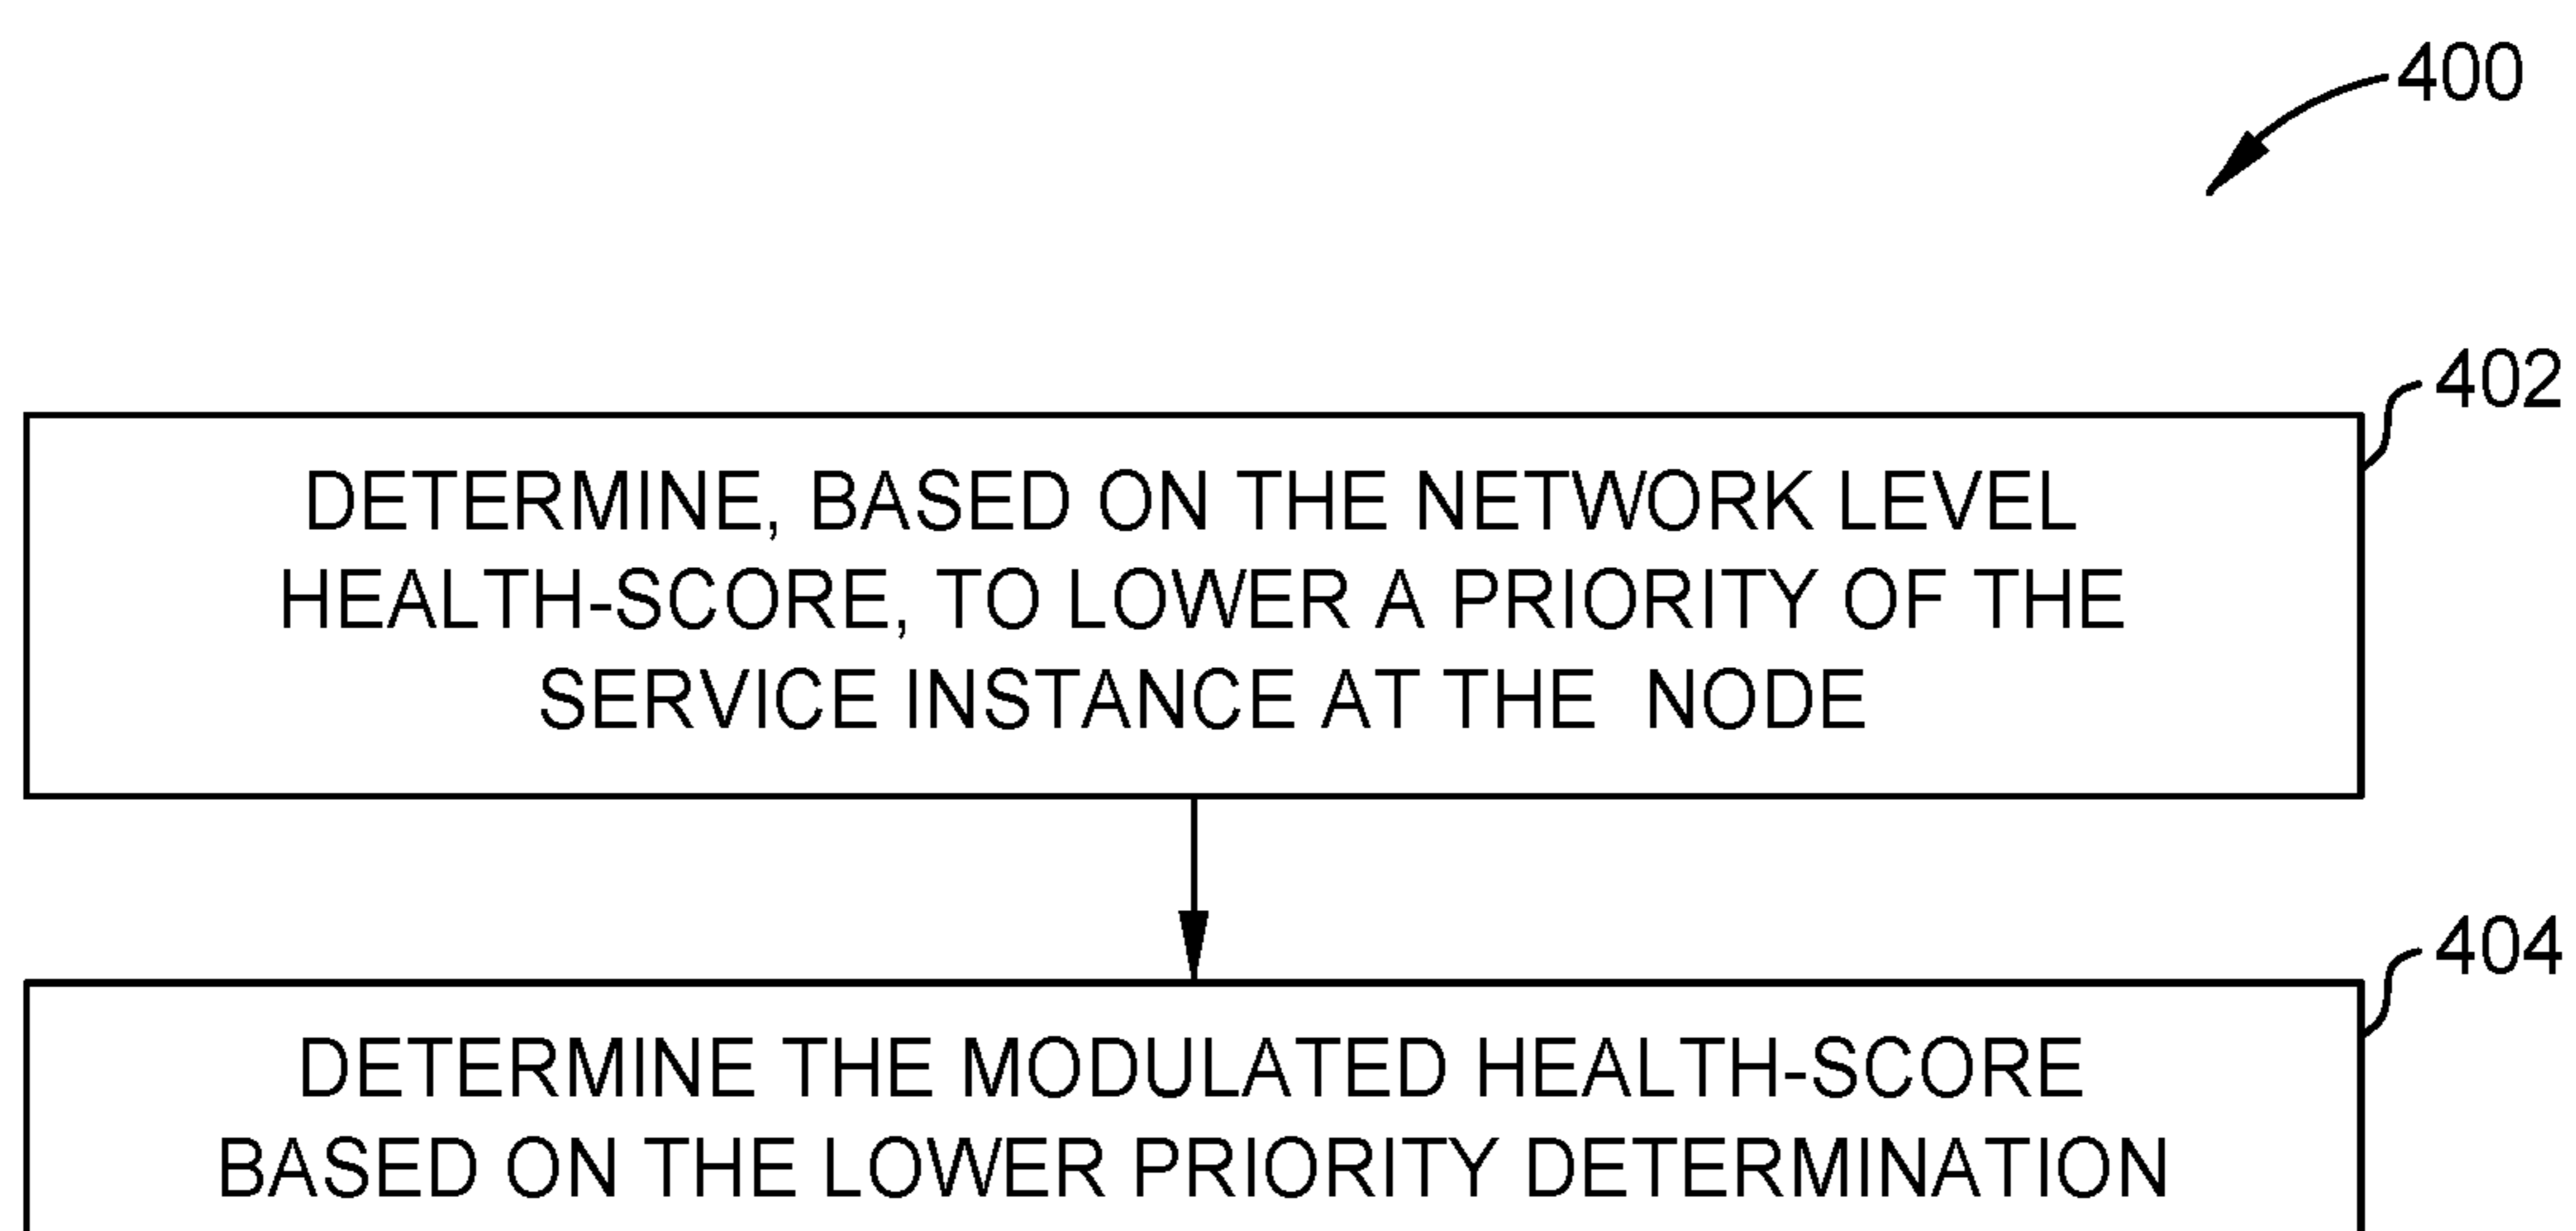 400
402
DETERMINE, BASED ON THE NETWORK LEVEL
HEALTH-SCORE, TO LOWER A PRIORITY OF THE
SERVICE INSTANCE AT THE NODE
404
DETERMINE THE MODULATED HEALTH-SCORE
BASED ON THE LOWER PRIORITY DETERMINATION